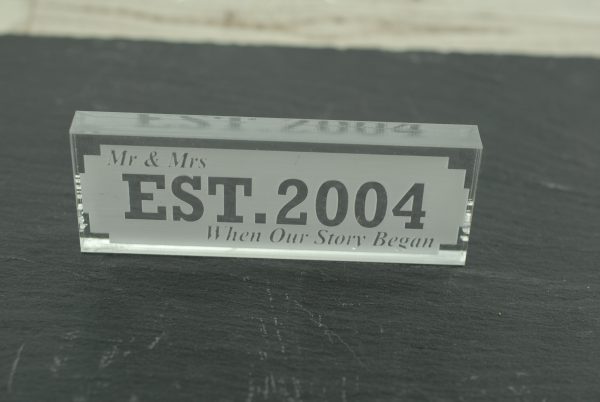 Mr & Mrs
EST.2004
When Our Story Began